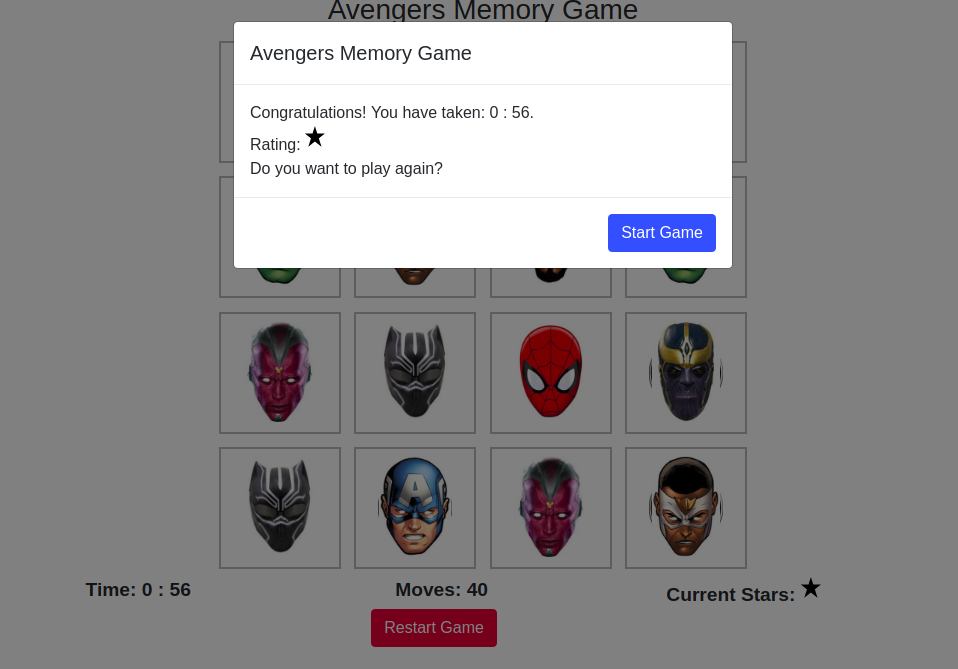 Avengers Memory Game
Avengers Memory Game
Congratulations! You have taken: 0 : 56.
Rating: ★
Do you want to play again?
Start Game
Time: 0 : 56
Moves: 40
Current Stars: ★
Restart Game